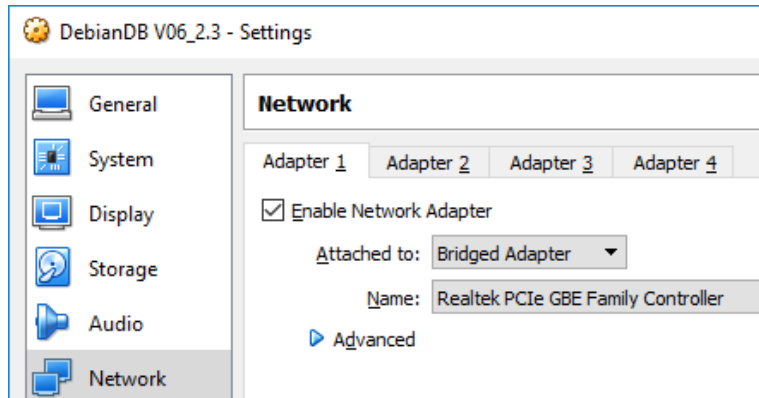 DebianDB V06_2.3 - Settings
General
System
Display
Storage
Audio
Network
Network
Adapter 1 Adapter 2 Adapter 3 Adapter 4
Enable Network Adapter
Attached to: Bridged Adapter
Name: Realtek PCIe GBE Family Controller
Advanced